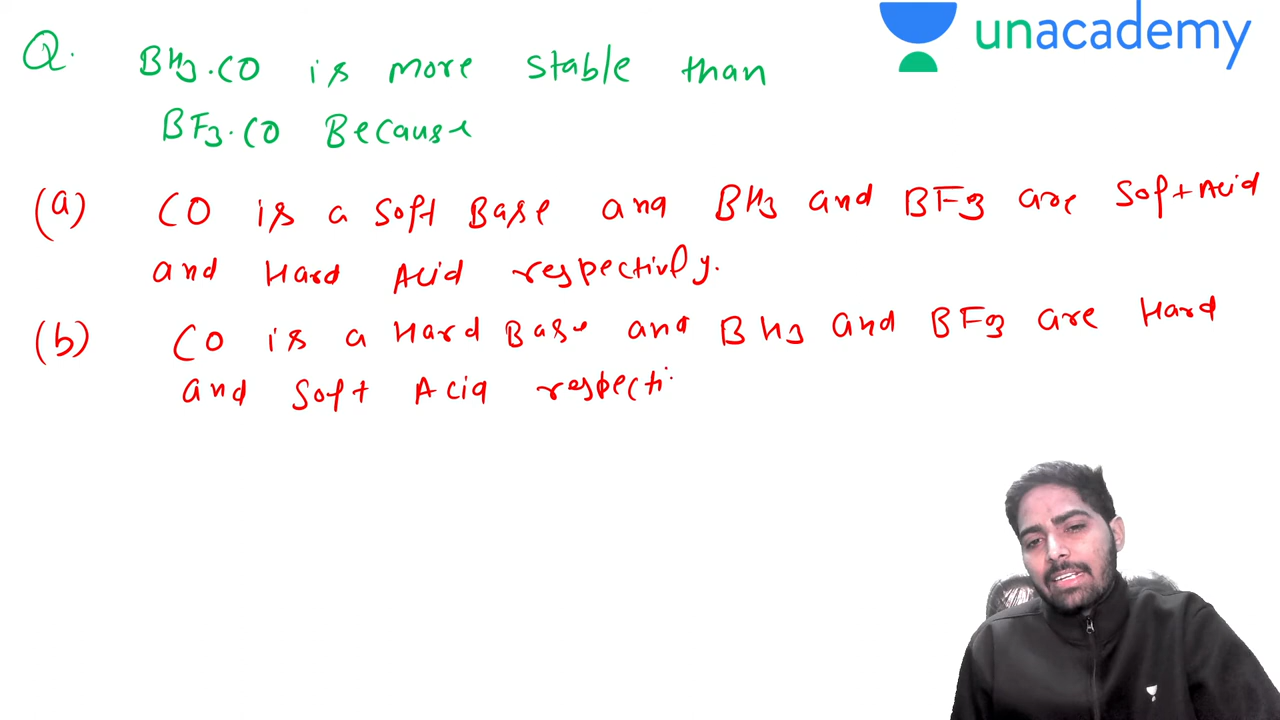 unacademy
Q. BH3.CO is more stable than
BF3.CO Because
(a) CO is a Soft Base and BH3 and BF3 are Soft Acid
and Hard Acid respectivly.
(b) CO is a Hard Base and BH3 and BF3 are Hard
and Soft Acid respecti